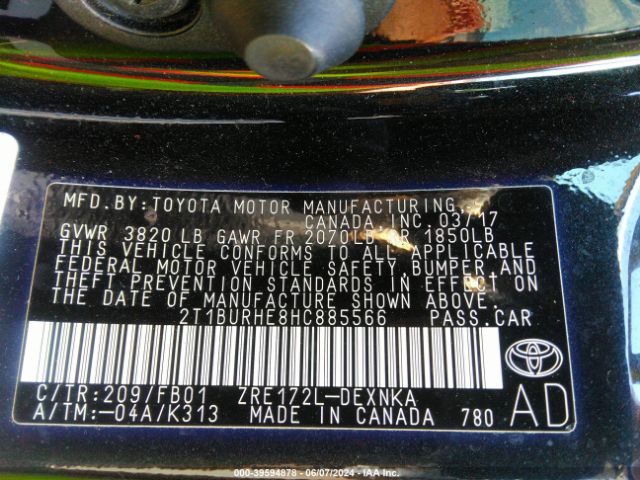 MFD. BY: TOYOTA MOTOR MANUFACTURING
CANADA INC. 03/17
GVWR 3820 LB GAWR FR 2070LB RR 1850LB
THIS VEHICLE CONFORMS TO ALL APPLICABLE
FEDERAL MOTOR VEHICLE SAFETY, BUMPER AND
THEFT PREVENTION STANDARDS IN EFFECT ON
THE DATE OF MANUFACTURE SHOWN ABOVE.
2T1BURHE8HC885566 PASS.CAR
C/TR:209/FB01 ZRE172L-DEXNKA
A/TM:-04A/K313 MADE IN CANADA 780 AD
000-39594878 - 06/07/2024 - IAA Inc.